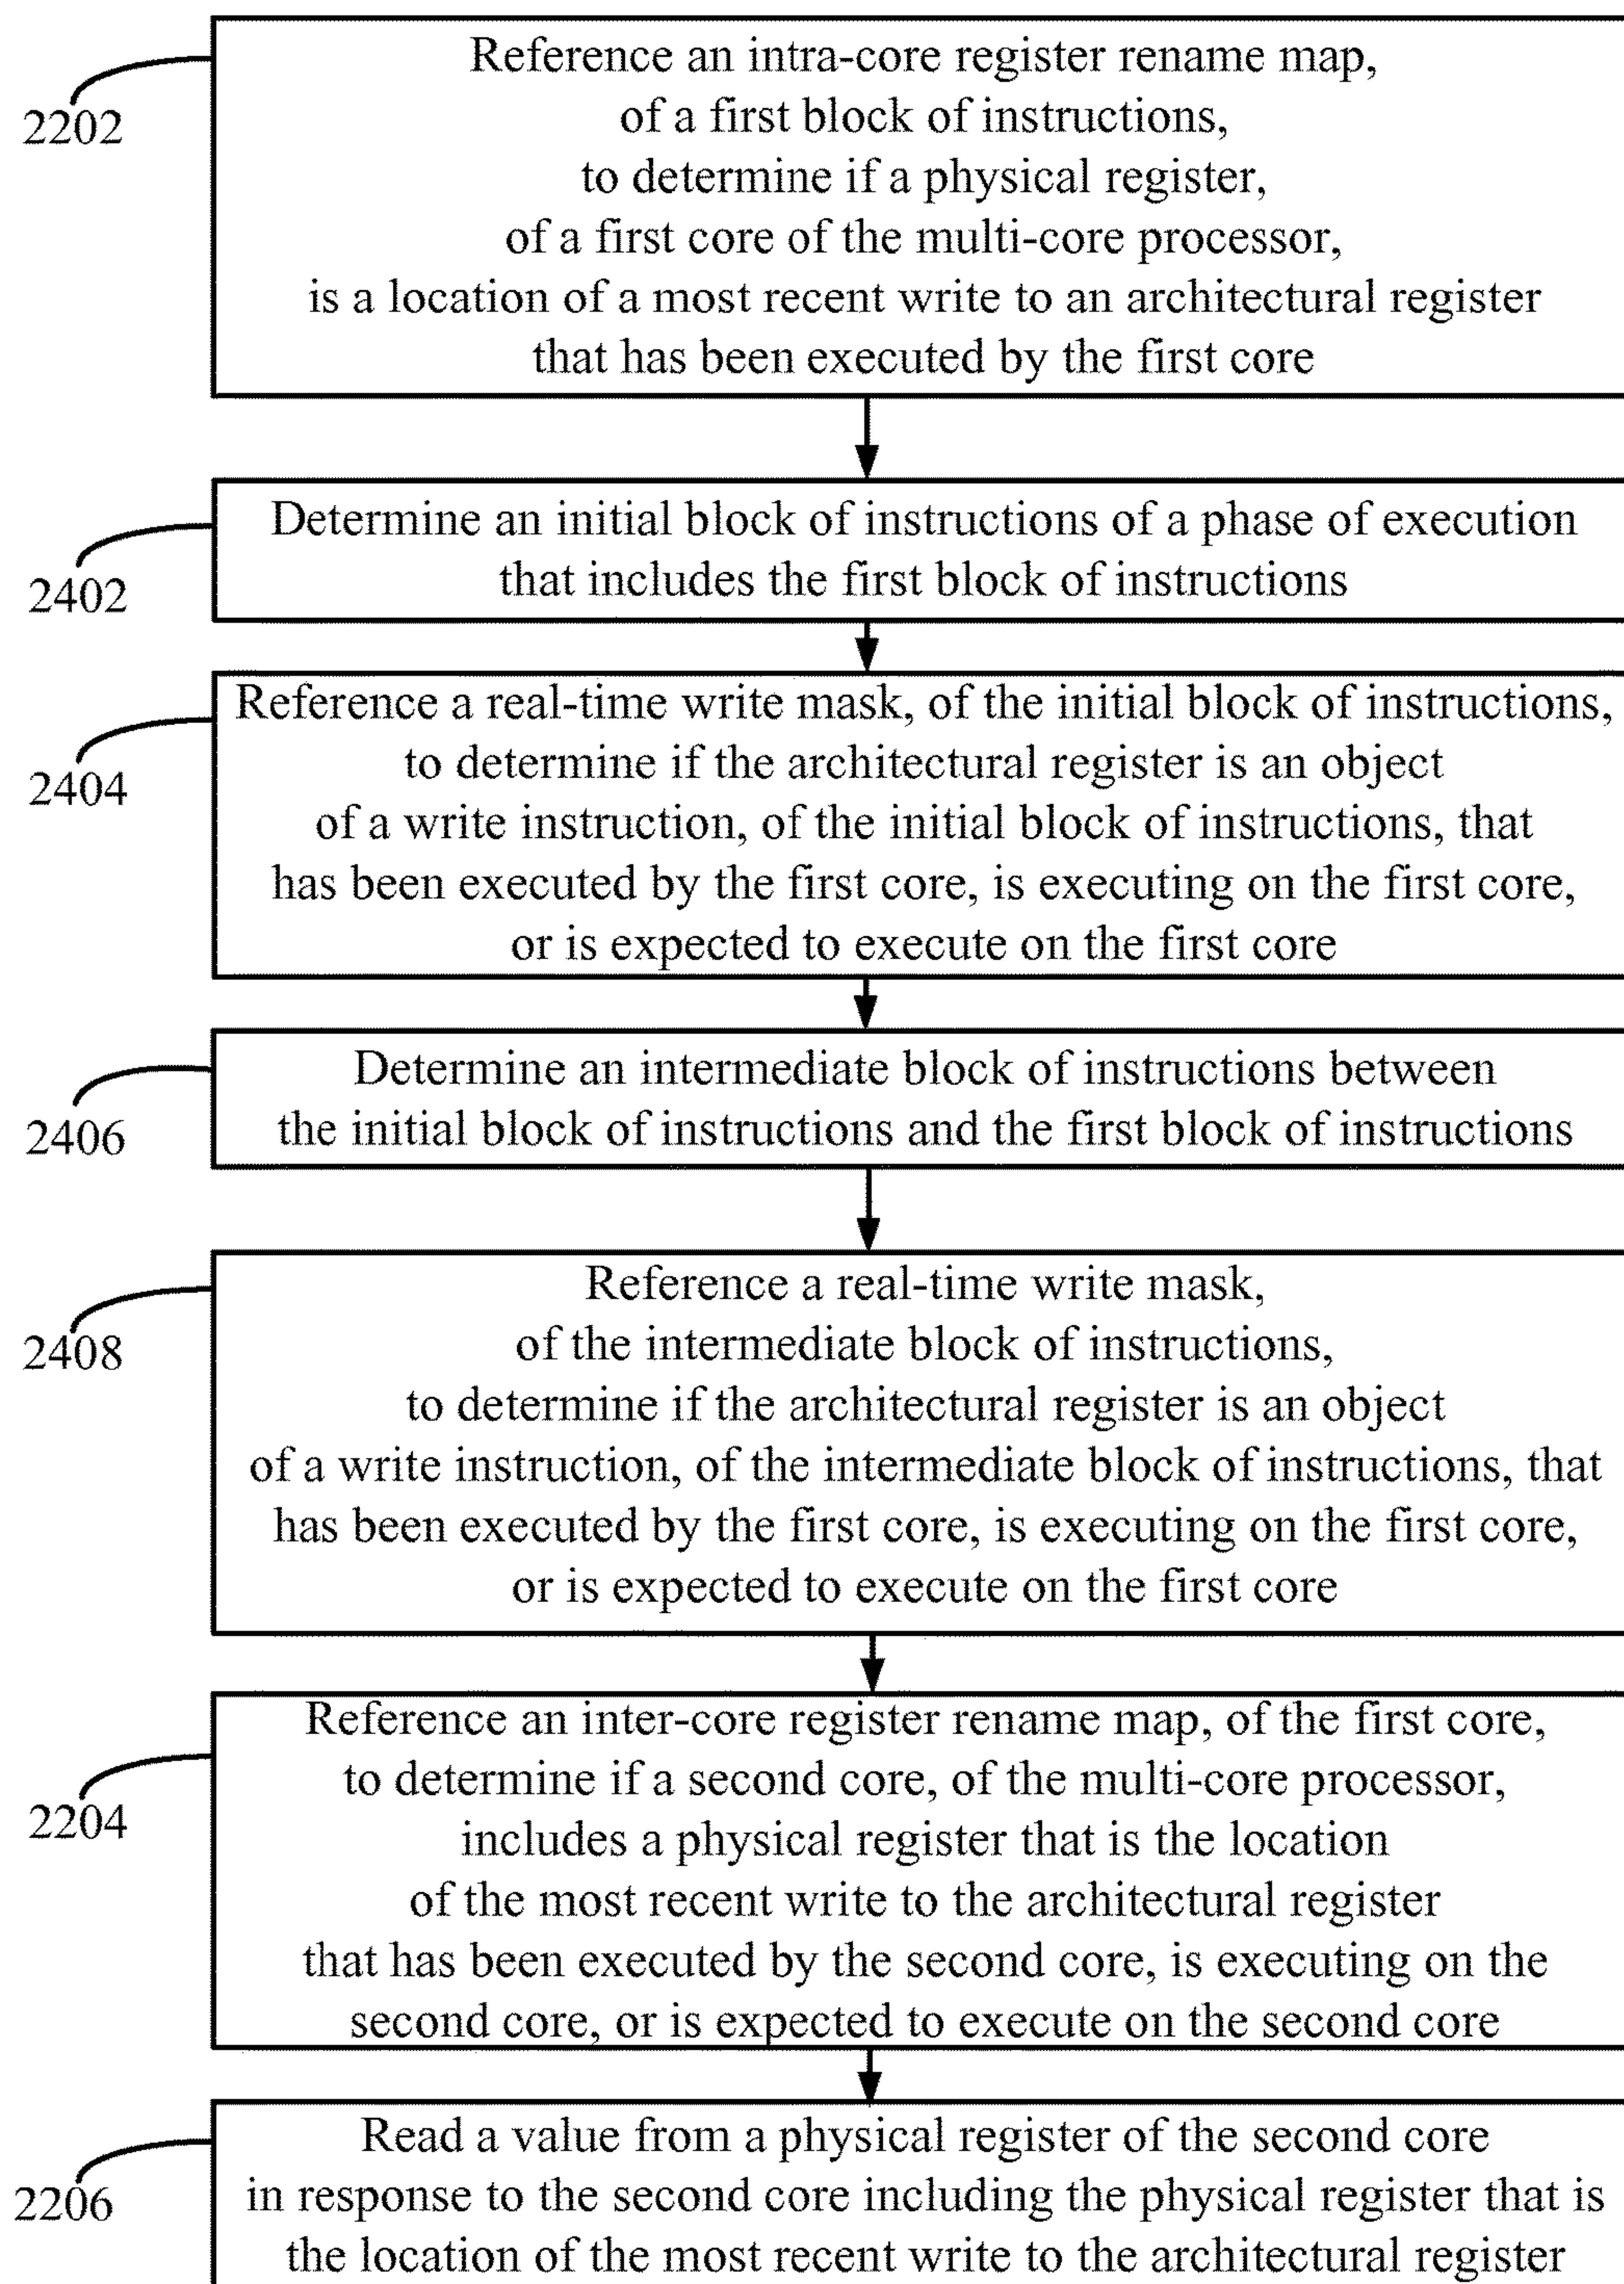 Reference an intra-core register rename map,
of a first block of instructions,
to determine if a physical register,
of a first core of the multi-core processor,
is a location of a most recent write to an architectural register
that has been executed by the first core
2202
Determine an initial block of instructions of a phase of execution
that includes the first block of instructions
2402
Reference a real-time write mask, of the initial block of instructions,
to determine if the architectural register is an object
of a write instruction, of the initial block of instructions, that
has been executed by the first core, is executing on the first core,
or is expected to execute on the first core
2404
Determine an intermediate block of instructions between
the initial block of instructions and the first block of instructions
2406
Reference a real-time write mask,
of the intermediate block of instructions,
to determine if the architectural register is an object
of a write instruction, of the intermediate block of instructions, that
has been executed by the first core, is executing on the first core,
or is expected to execute on the first core
2408
Reference an inter-core register rename map, of the first core,
to determine if a second core, of the multi-core processor,
includes a physical register that is the location
of the most recent write to the architectural register
that has been executed by the second core, is executing on the
second core, or is expected to execute on the second core
2204
Read a value from a physical register of the second core
in response to the second core including the physical register that is
the location of the most recent write to the architectural register
2206